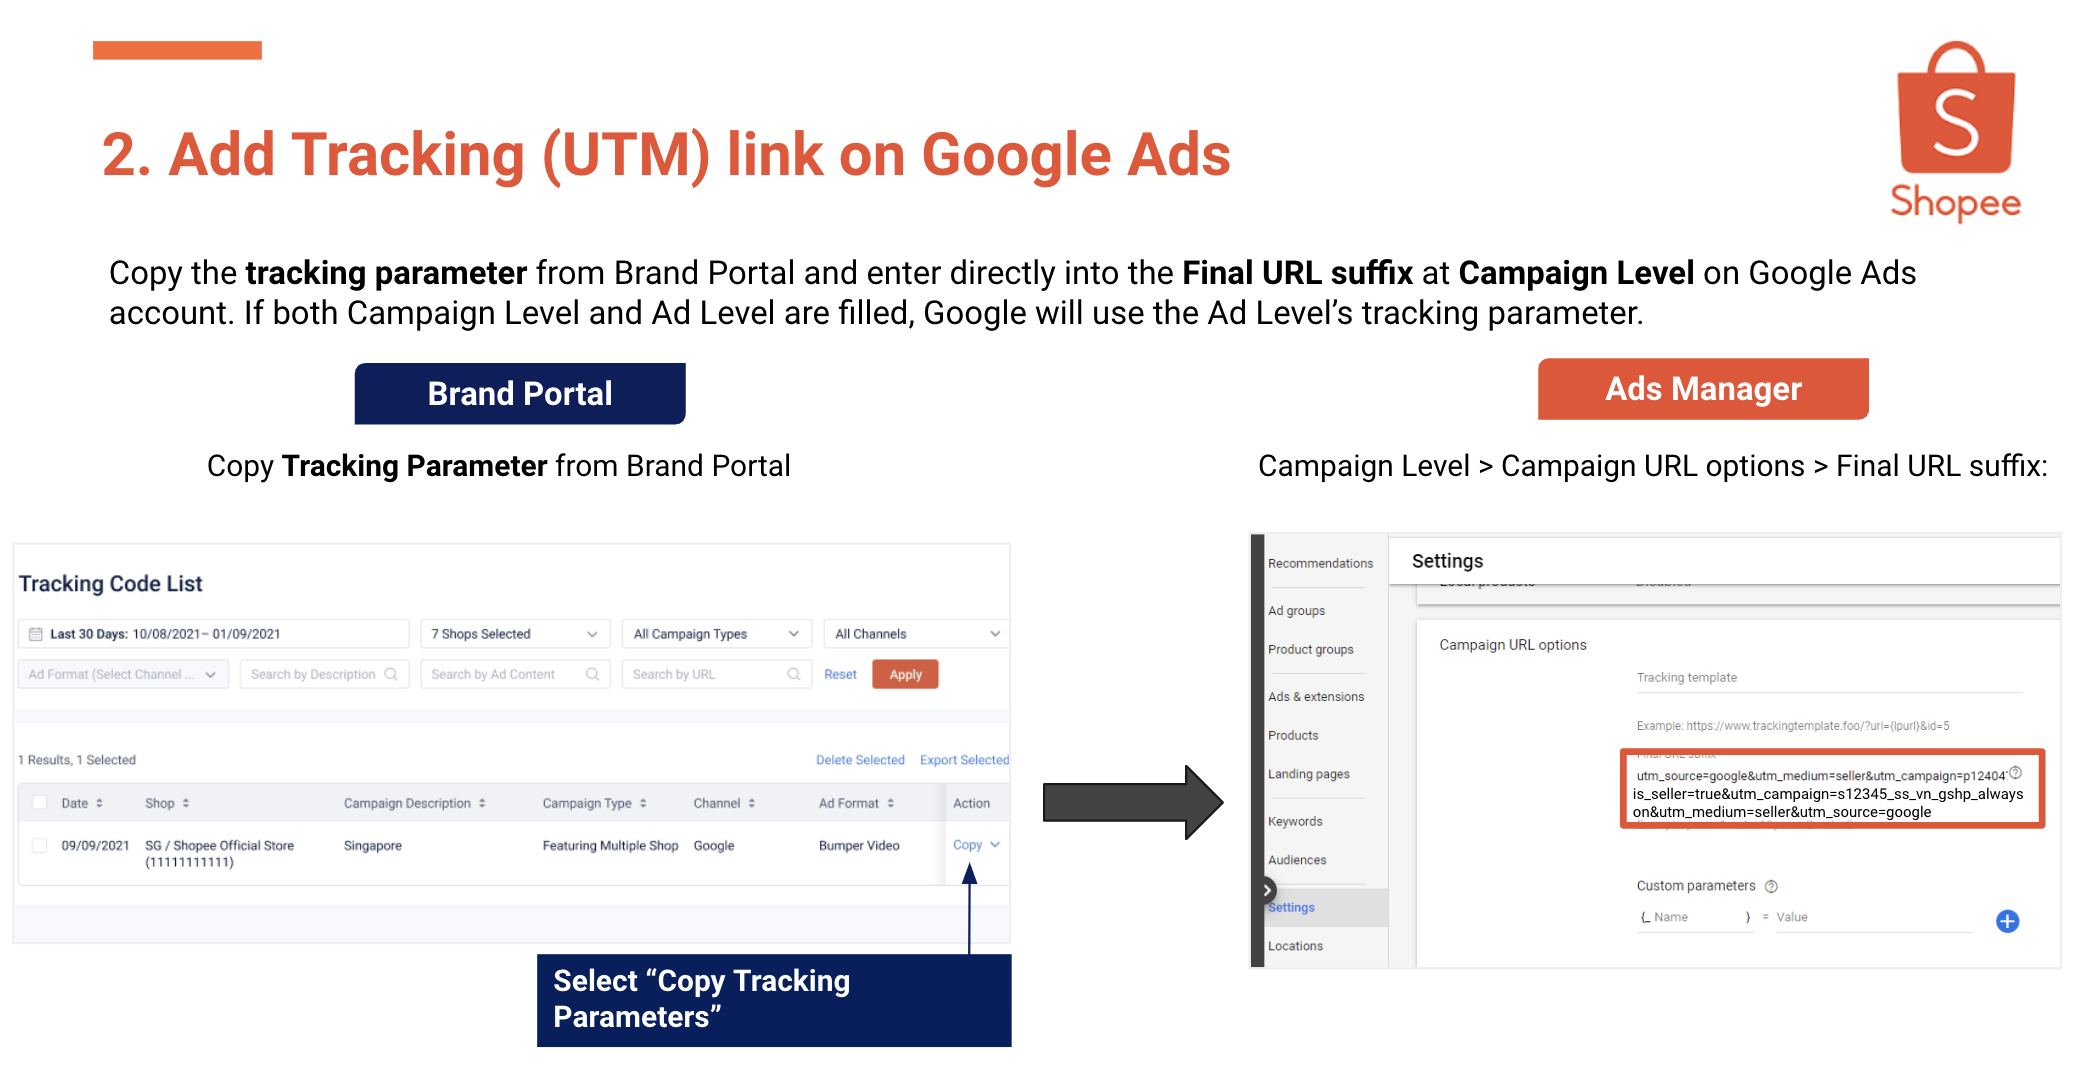 2. Add Tracking (UTM) link on Google Ads
S
Shopee
Copy the tracking parameter from Brand Portal and enter directly into the Final URL suffix at Campaign Level on Google Ads
account. If both Campaign Level and Ad Level are filled, Google will use the Ad Level’s tracking parameter.
Brand Portal
Copy Tracking Parameter from Brand Portal
Tracking Code List
Last 30 Days: 10/08/2021– 01/09/2021
7 Shops Selected
All Campaign Types
All Channels
Ad Format (Select Channel ...
Search by Description
Search by Ad Content
Search by URL
Reset
Apply
1 Results, 1 Selected
Delete Selected
Export Selected
Date Shop Campaign Description Campaign Type Channel Ad Format Action
09/09/2021 SG / Shopee Official Store Singapore Featuring Multiple Shop Google Bumper Video Copy
(11111111111)
Select “Copy Tracking
Parameters”
Ads Manager
Campaign Level > Campaign URL options > Final URL suffix:
Recommendations
Ad groups
Product groups
Ads & extensions
Products
Landing pages
Keywords
Audiences
Settings
Locations
Settings
Campaign URL options
Tracking template
Example: https://www.trackingtemplate.foo/?url={lpurl}&id=5
Final URL suffix
utm_source=google&utm_medium=seller&utm_campaign=p12404
is_seller=true&utm_campaign=s12345_ss_vn_gshp_always
on&utm_medium=seller&utm_source=google
Custom parameters
{_ Name } = Value